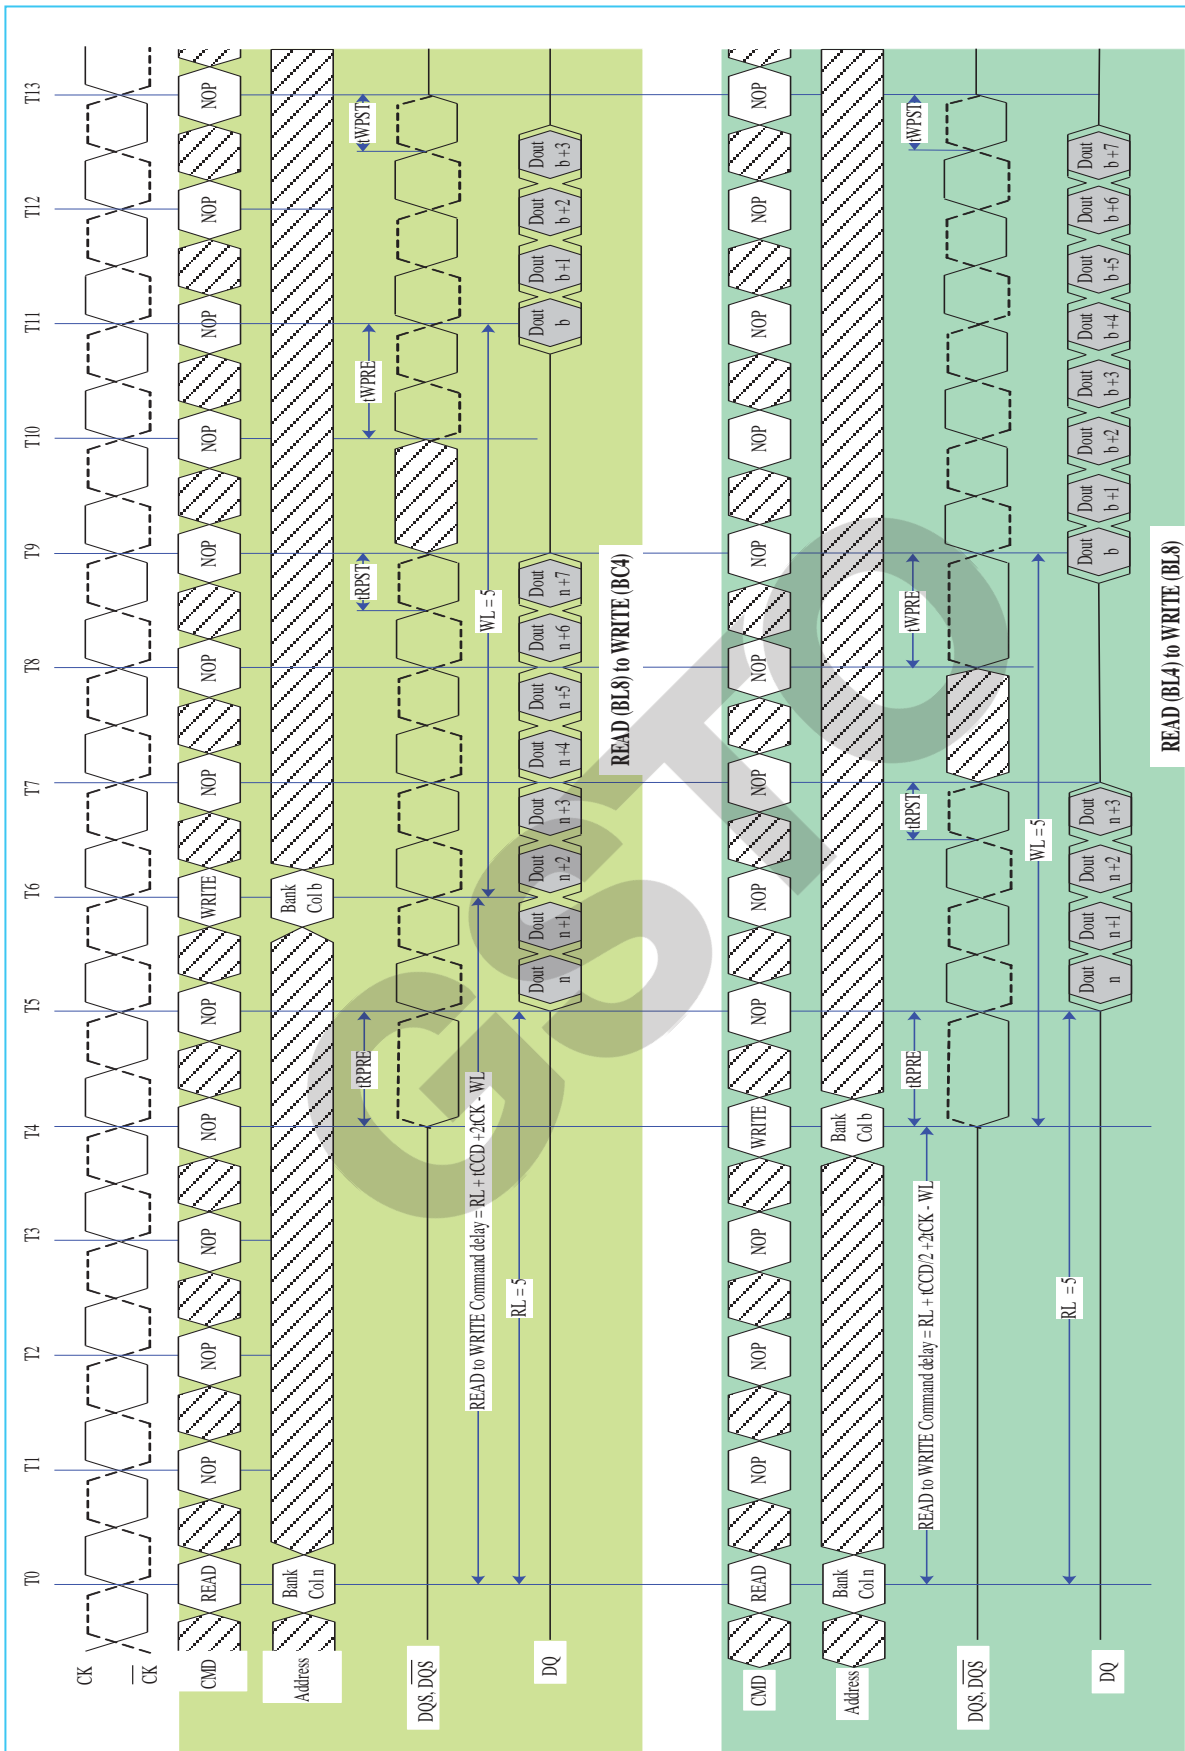 T0 T1 T2 T3 T4 T5 T6 T7 T8 T9 T10 T11 T12 T13
CK
CK
CMD READ NOP NOP NOP NOP NOP WRITE NOP NOP NOP NOP NOP NOP NOP
Address Bank Bank
Col n Col b
tRPRE tRPST tWPRE tWPST
DQS, DQS
READ to WRITE Command delay = RL + tCCD +2tCK - WL WL = 5
RL = 5
DQ Dout Dout Dout Dout Dout Dout Dout Dout Dout Dout Dout Dout
n n+1 n+2 n+3 n+4 n+5 n+6 n+7 b b+1 b+2 b+3
READ (BL8) to WRITE (BC4)
CMD READ NOP NOP NOP WRITE NOP NOP NOP NOP NOP NOP NOP NOP NOP
Address Bank Bank
Col n Col b
READ to WRITE Command delay = RL + tCCD/2 +2tCK - WL tRPRE tRPST tWPRE tWPST
DQS, DQS
WL = 5
RL = 5
DQ Dout Dout Dout Dout Dout Dout Dout Dout Dout Dout Dout Dout
n n+1 n+2 n+3 b b+1 b+2 b+3 b+4 b+5 b+6 b+7
READ (BL4) to WRITE (BL8)
GSTO